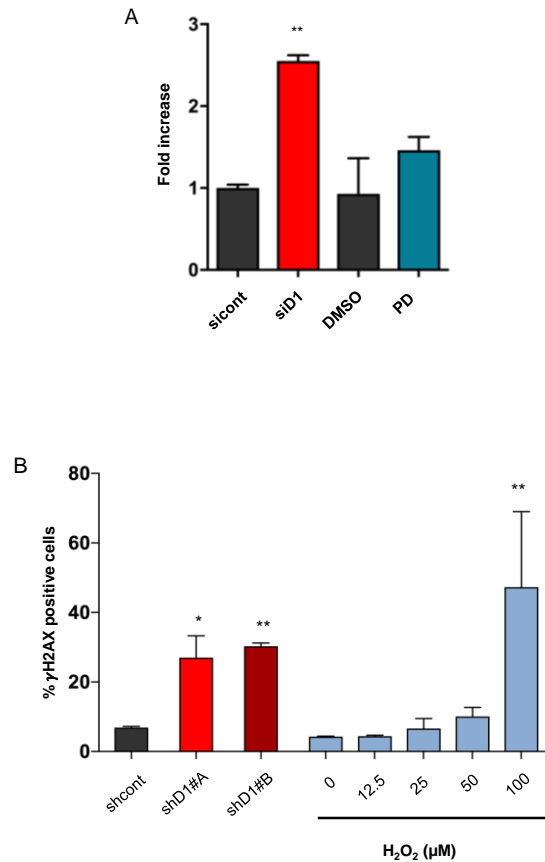 A
3
**
2
1
0
Fold increase
sicont
siD1
DMSO
PD
B
80
60
40
20
0
% γH2AX positive cells
*
**
**
shcont
shD1#A
shD1#B
0
12.5
25
50
100
H₂O₂ (µM)